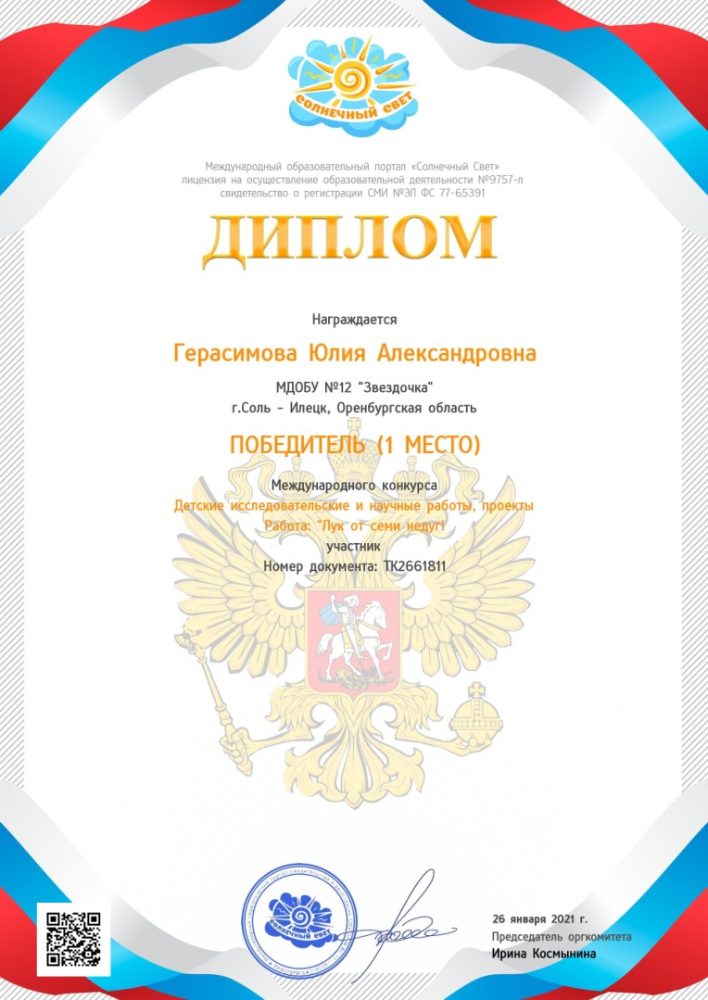 СОЛНЕЧНЫЙ СВЕТ
Международный образовательный портал «Солнечный Свет»
лицензия на осуществление образовательной деятельности №9757-л
свидетельство о регистрации СМИ №ЭЛ ФС 77-65391
ДИПЛОМ
Награждается
Герасимова Юлия Александровна
МДОБУ №12 "Звездочка"
г.Соль - Илецк, Оренбургская область
ПОБЕДИТЕЛЬ (1 МЕСТО)
Международного конкурса
Детские исследовательские и научные работы, проекты
Работа: "Лук от семи недуг!
участник
Номер документа: ТК2661811
СОЛНЕЧНЫЙ СВЕТ
26 января 2021 г.
Председатель оргкомитета
Ирина Космынина